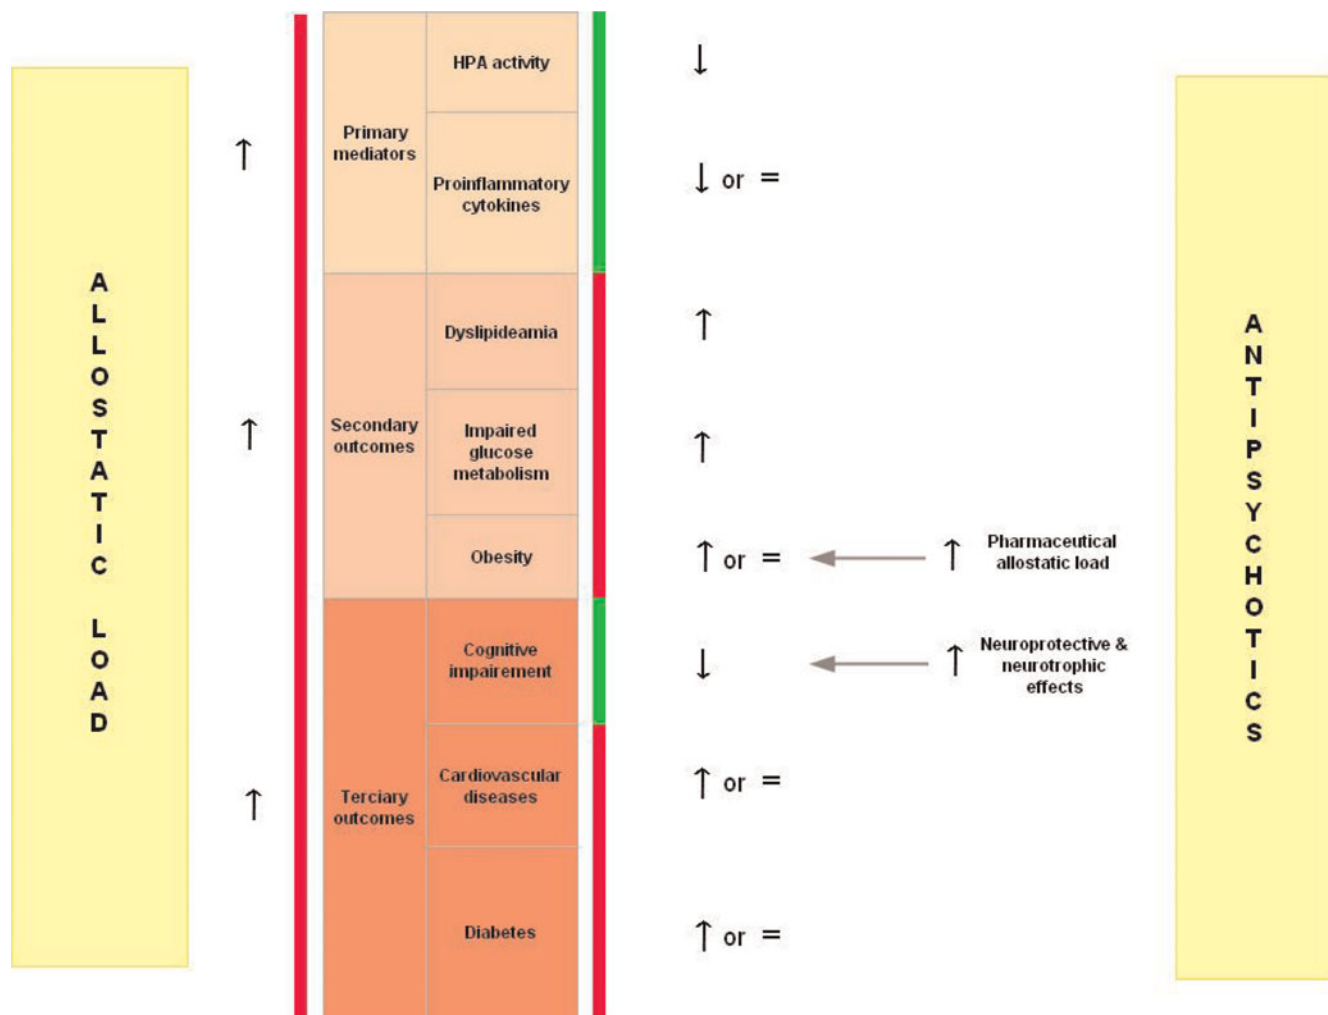 ALLOSTATIC LOAD
↑
↑
↑
Primary
mediators
HPA activity
↓
Proinflammatory
cytokines
↓ or =
Secondary
outcomes
Dyslipideamia
↑
Impaired
glucose
metabolism
↑
Obesity
↑ or =
↑ Pharmaceutical
allostatic load
Terciary
outcomes
Cognitive
impairement
↓
↑ Neuroprotective &
neurotrophic
effects
Cardiovascular
diseases
↑ or =
Diabetes
↑ or =
ANTIPSYCHOTICS